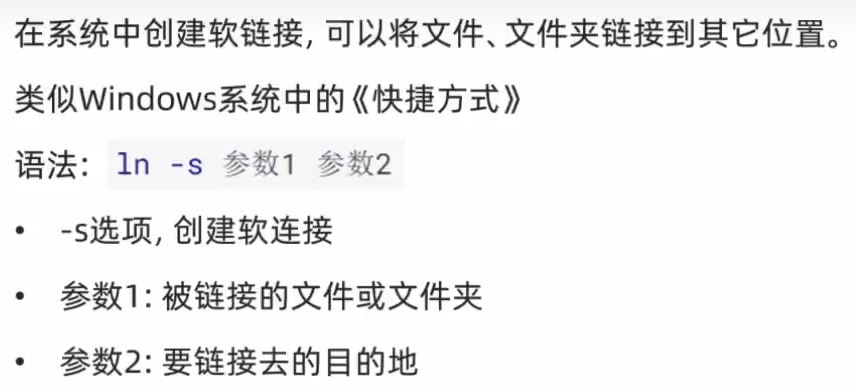 在系统中创建软链接，可以将文件、文件夹链接到其它位置。
类似Windows系统中的《快捷方式》
语法：ln -s 参数1 参数2
• -s选项，创建软连接
• 参数1：被链接的文件或文件夹
• 参数2：要链接去的目的地